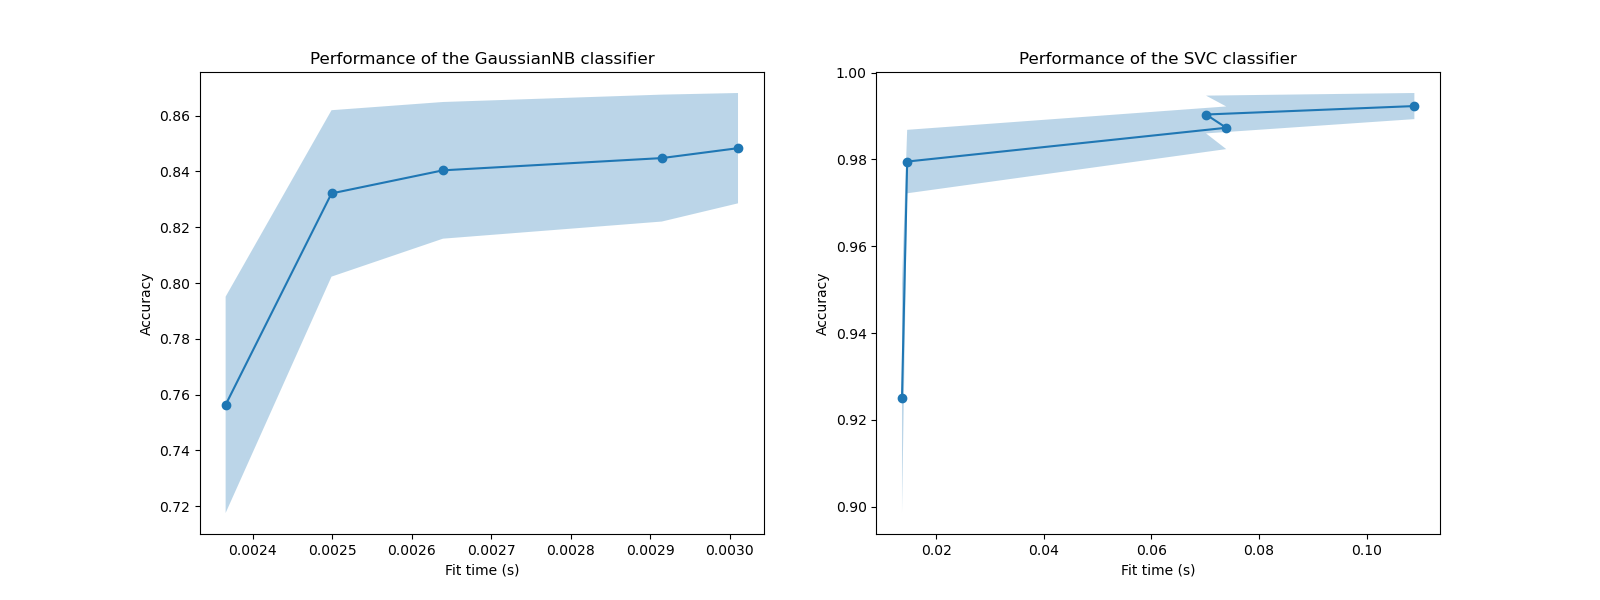 Performance of the GaussianNB classifier
Accuracy
0.86
0.84
0.82
0.80
0.78
0.76
0.74
0.72
0.0024 0.0025 0.0026 0.0027 0.0028 0.0029 0.0030
Fit time (s)
Performance of the SVC classifier
Accuracy
1.00
0.98
0.96
0.94
0.92
0.90
0.02 0.04 0.06 0.08 0.10
Fit time (s)